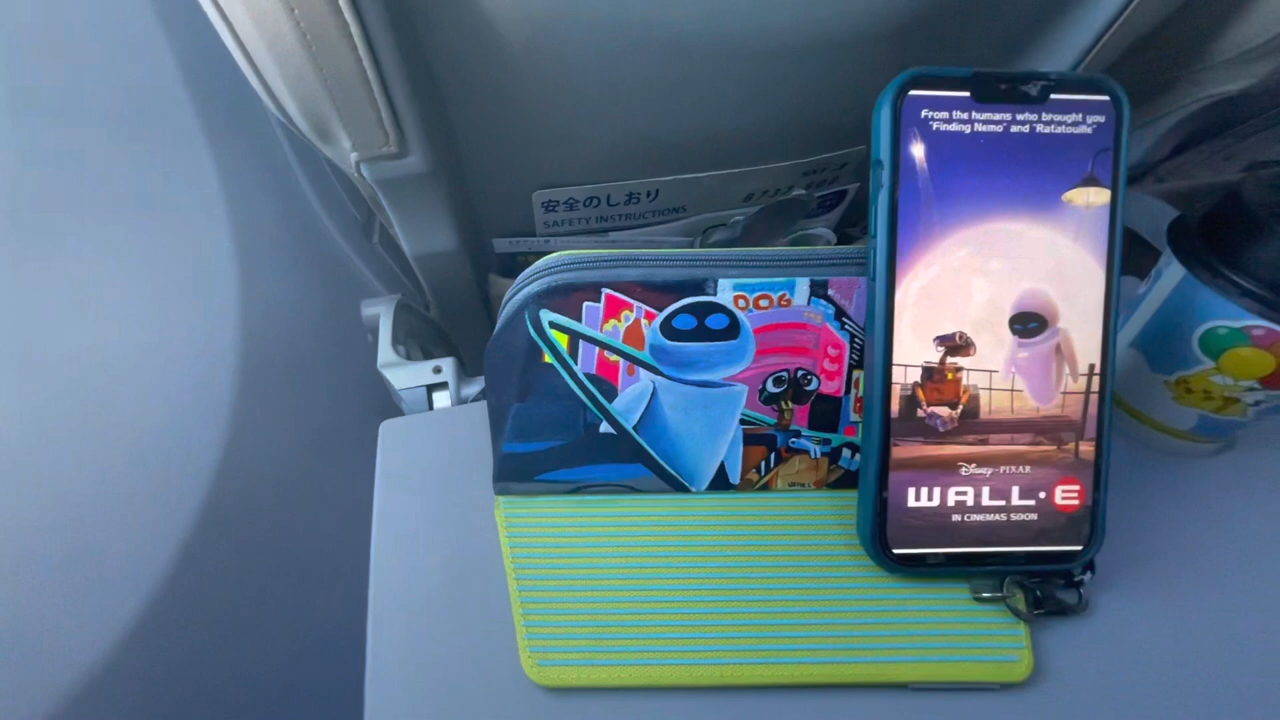 From the humans who brought you
"Finding Nemo" and "Ratatouille"
安全のしおり
SAFETY INSTRUCTIONS
DOG
DISNEY·PIXAR
WALL·E
IN CINEMAS SOON